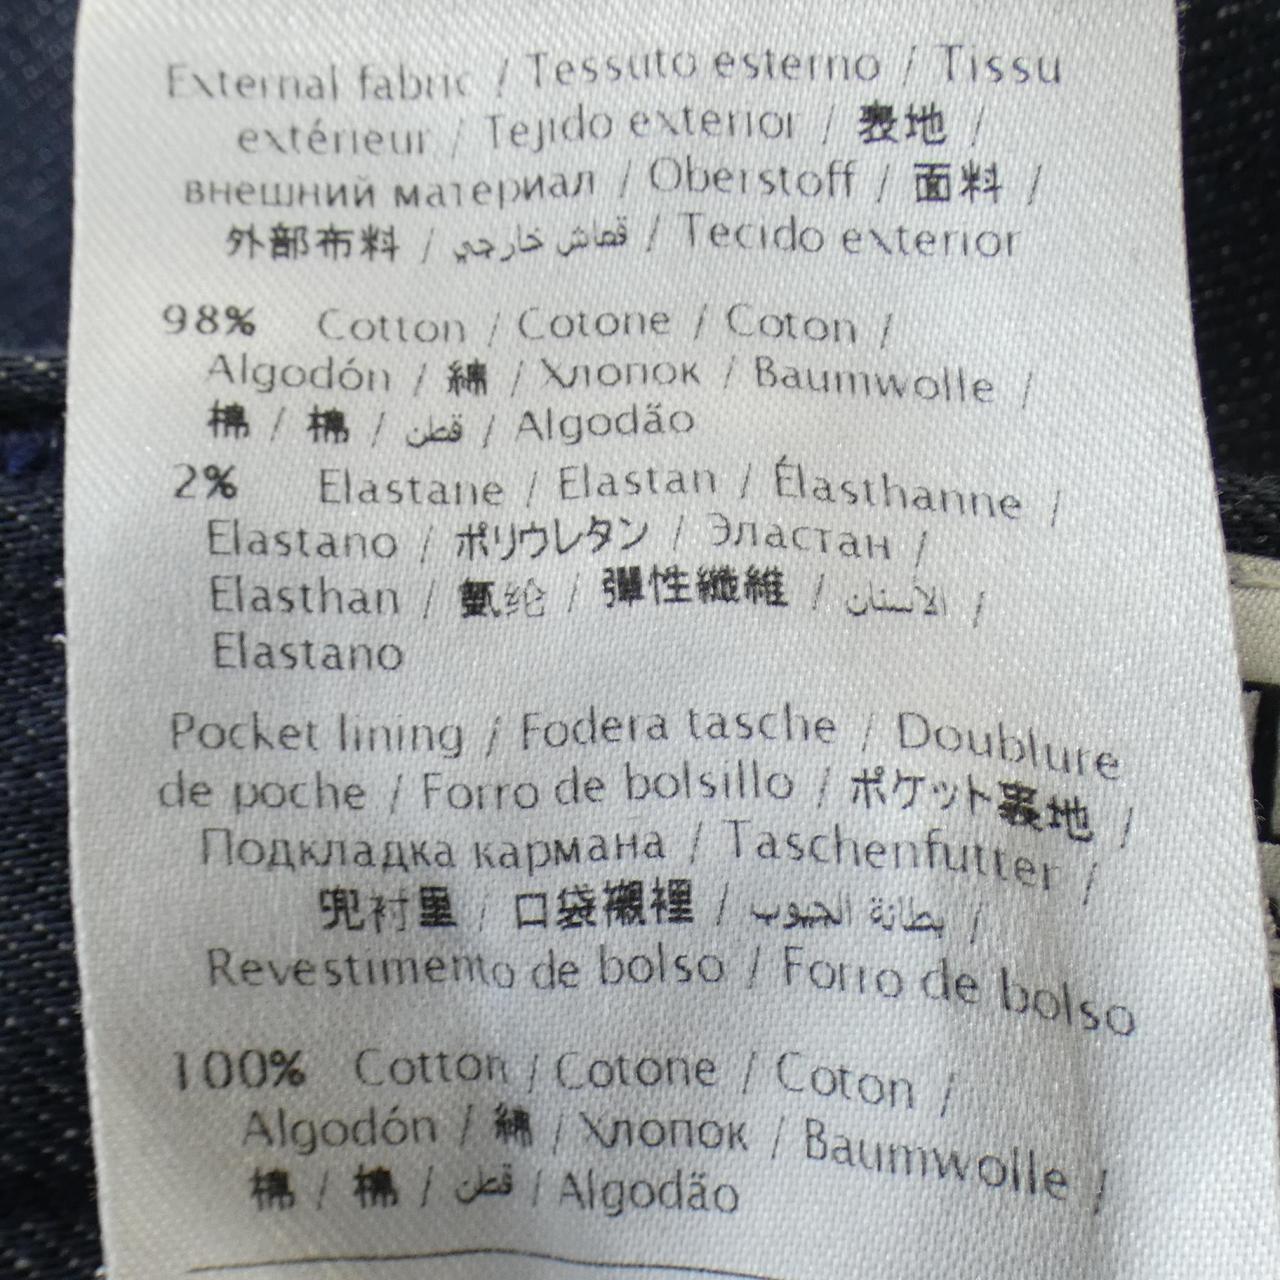 External fabric / Tessuto esterno / Tissu
extérieur / Tejido exterior / 表地 /
внешний материал / Oberstoff / 面料 /
外部布料 / قماش خارجي / Tecido exterior
98% Cotton / Cotone / Coton /
Algodón / 綿 / Хлопок / Baumwolle /
棉 / 棉 / قطن / Algodão
2% Elastane / Elastan / Élasthanne /
Elastano / ポリウレタン / Эластан /
Elasthan / 氨纶 / 彈性纖維 / الاستان /
Elastano
Pocket lining / Fodera tasche / Doublure
de poche / Forro de bolsillo / ポケット裏地 /
Подкладка кармана / Taschenfutter /
兜衬里 / 口袋襯裡 / بطانة الجيوب /
Revestimento de bolso / Forro de bolso
100% Cotton / Cotone / Coton /
Algodón / 綿 / Хлопок / Baumwolle /
棉 / 棉 / قطن / Algodão